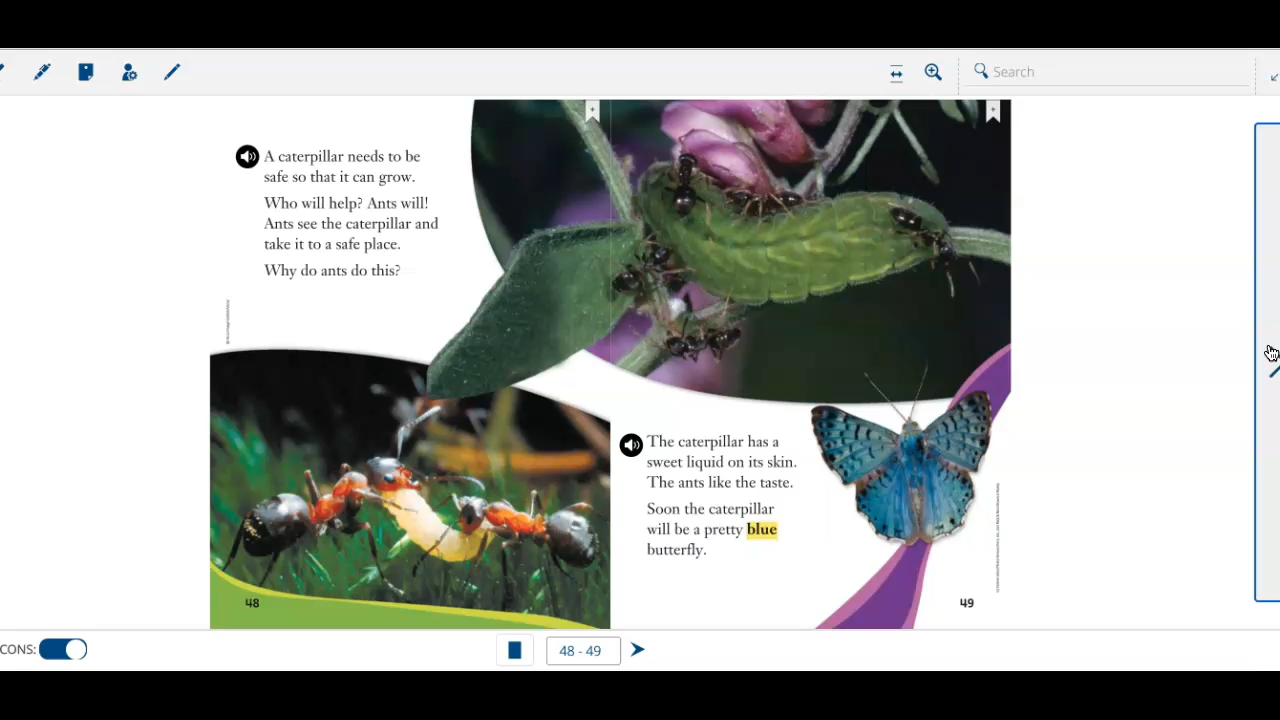 Search
A caterpillar needs to be
safe so that it can grow.
Who will help? Ants will!
Ants see the caterpillar and
take it to a safe place.
Why do ants do this?
The caterpillar has a
sweet liquid on its skin.
The ants like the taste.
Soon the caterpillar
will be a pretty blue
butterfly.
48
49
CONS:
48 - 49